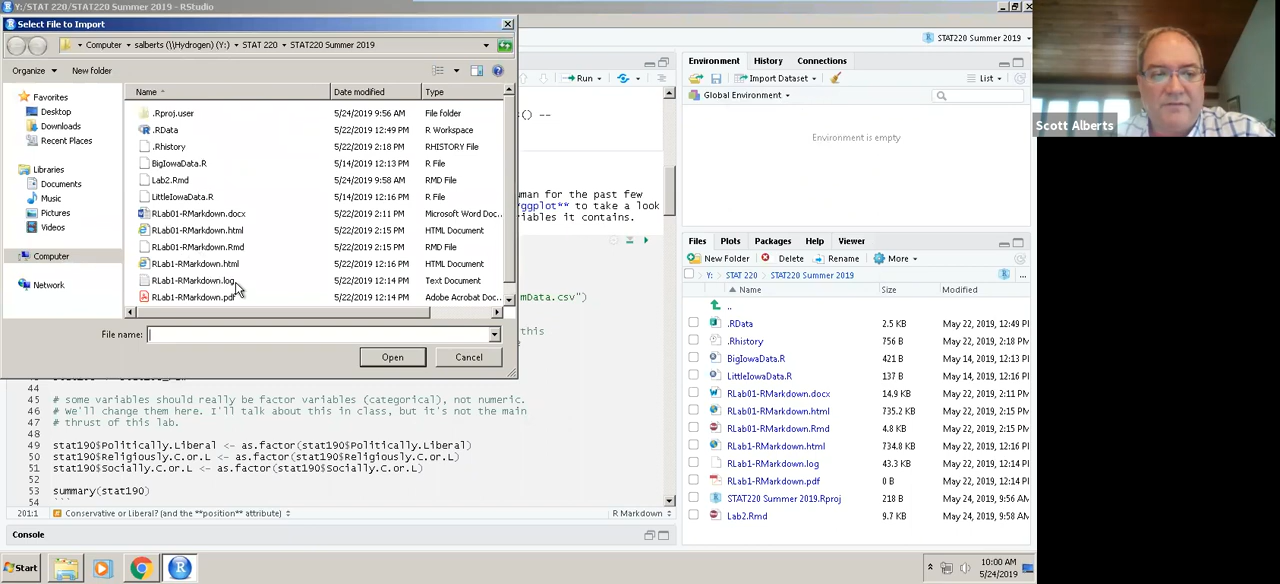 Y:/STAT 220/STAT220 Summer 2019 - RStudio
Select File to Import
Computer salberts (\\Hydrogen) (Y:) STAT 220 STAT220 Summer 2019
Organize New folder
Name Date modified Type
Favorites
Desktop
Downloads
Recent Places
Libraries
Documents
Music
Pictures
Videos
Computer
Network
.Rproj.user 5/24/2019 9:56 AM File folder
.RData 5/22/2019 12:49 PM R Workspace
.Rhistory 5/22/2019 2:18 PM RHISTORY File
BigIowaData.R 5/14/2019 12:13 PM R File
Lab2.Rmd 5/24/2019 9:58 AM RMD File
LittleIowaData.R 5/14/2019 12:16 PM R File
RLab01-RMarkdown.docx 5/22/2019 2:11 PM Microsoft Word Doc...
RLab01-RMarkdown.html 5/22/2019 2:15 PM HTML Document
RLab01-RMarkdown.Rmd 5/22/2019 2:15 PM RMD File
RLab1-RMarkdown.html 5/22/2019 12:16 PM HTML Document
RLab1-RMarkdown.log 5/22/2019 12:14 PM Text Document
RLab1-RMarkdown.pdf 5/22/2019 12:14 PM Adobe Acrobat Doc...
File name:
Open Cancel
Run
() --
uman for the past few
ggplot** to take a look
riables it contains.
mData.csv")
this
44
45 # some variables should really be factor variables (categorical), not numeric.
46 # We'll change them here. I'll talk about this in class, but it's not the main
47 # thrust of this lab.
48
49 stat190$Politically.Liberal <- as.factor(stat190$Politically.Liberal)
50 stat190$Religiously.C.or.L <- as.factor(stat190$Religiously.C.or.L)
51 stat190$Socially.C.or.L <- as.factor(stat190$Socially.C.or.L)
52
53 summary(stat190)
54 ```
201:1 Conservative or Liberal? (and the **position** attribute) R Markdown
Console
STAT220 Summer 2019
Environment History Connections
Import Dataset List
Global Environment
Environment is empty
Files Plots Packages Help Viewer
New Folder Delete Rename More
Y: STAT 220 STAT220 Summer 2019 ...
Name Size Modified
..
.RData 2.5 KB May 22, 2019, 12:49 PM
.Rhistory 756 B May 22, 2019, 2:18 PM
BigIowaData.R 421 B May 14, 2019, 12:13 PM
LittleIowaData.R 137 B May 14, 2019, 12:16 PM
RLab01-RMarkdown.docx 14.9 KB May 22, 2019, 2:11 PM
RLab01-RMarkdown.html 735.2 KB May 22, 2019, 2:15 PM
RLab01-RMarkdown.Rmd 4.8 KB May 22, 2019, 2:15 PM
RLab1-RMarkdown.html 734.8 KB May 22, 2019, 12:16 PM
RLab1-RMarkdown.log 43.3 KB May 22, 2019, 12:14 PM
RLab1-RMarkdown.pdf 0 B May 22, 2019, 12:14 PM
STAT220 Summer 2019.Rproj 218 B May 24, 2019, 9:56 AM
Lab2.Rmd 9.7 KB May 24, 2019, 9:58 AM
Scott Alberts
Start
10:00 AM
5/24/2019